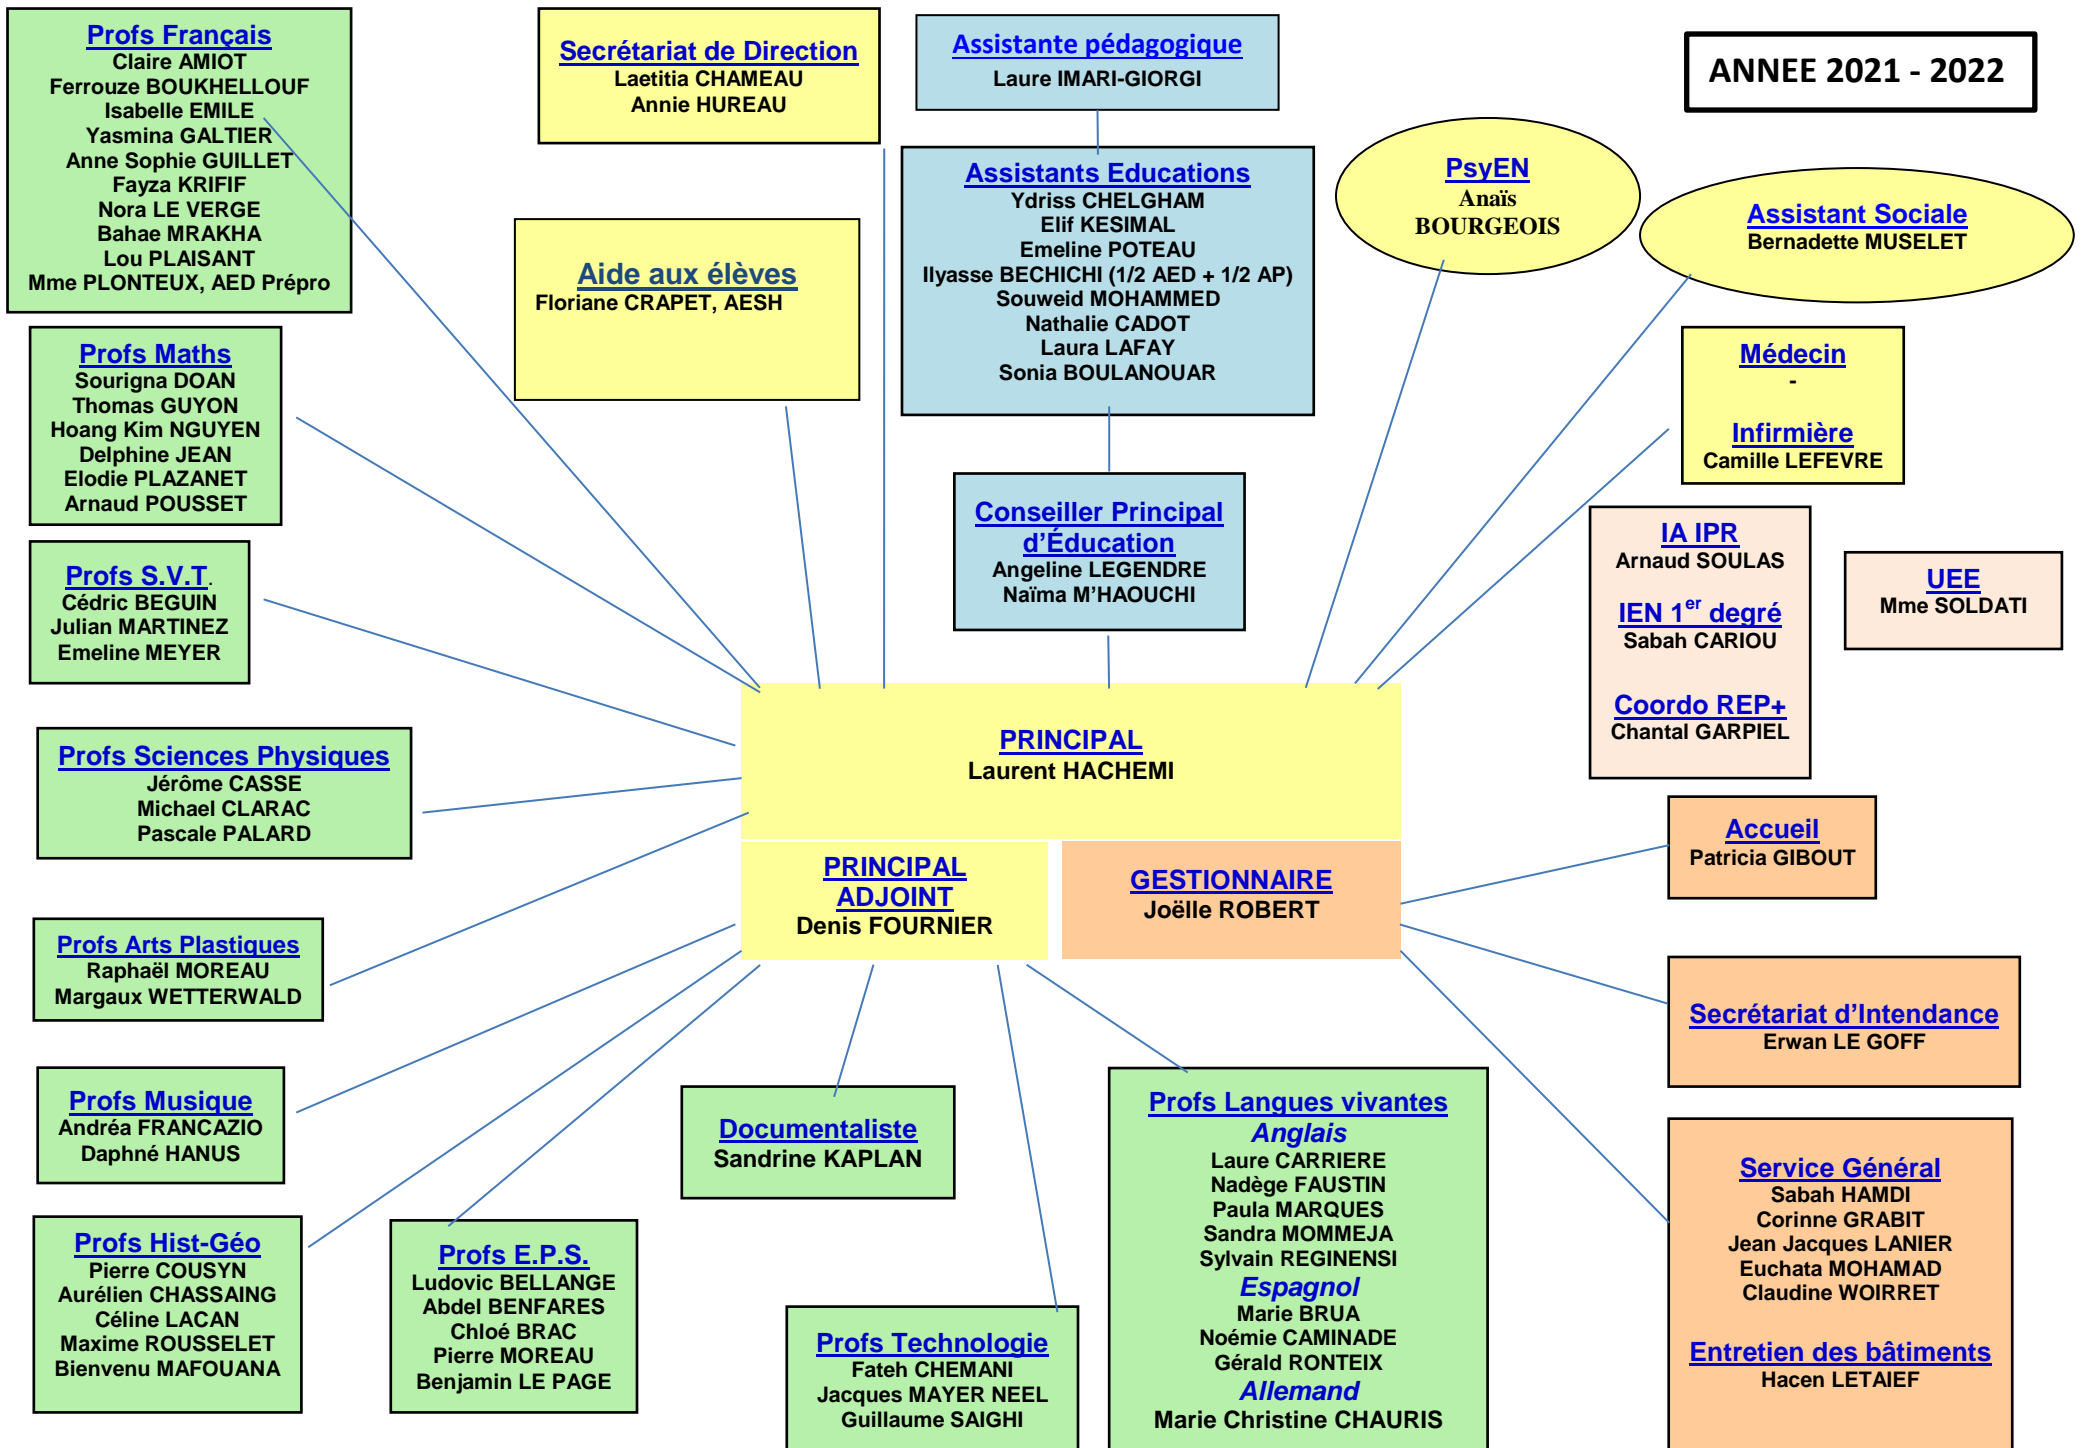 Profs Français
Claire AMIOT
Ferrouze BOUKHELLOUF
Isabelle EMILE
Yasmina GALTIER
Anne Sophie GUILLET
Fayza KRIFIF
Nora LE VERGE
Bahae MRAKHA
Lou PLAISANT
Mme PLONTEUX, AED Prépro
Secrétariat de Direction
Laetitia CHAMEAU
Annie HUREAU
Assistante pédagogique
Laure IMARI-GIORGI
ANNEE 2021 - 2022
Aide aux élèves
Floriane CRAPET, AESH
Assistants Educations
Ydriss CHELGHAM
Elif KESIMAL
Emeline POTEAU
Ilyasse BECHICHI (1/2 AED + 1/2 AP)
Souweid MOHAMMED
Nathalie CADOT
Laura LAFAY
Sonia BOULANOUAR
PsyEN
Anaïs
BOURGEOIS
Assistant Sociale
Bernadette MUSELET
Profs Maths
Sourigna DOAN
Thomas GUYON
Hoang Kim NGUYEN
Delphine JEAN
Elodie PLAZANET
Arnaud POUSSET
Médecin
-
Infirmière
Camille LEFEVRE
Conseiller Principal
d'Éducation
Angeline LEGENDRE
Naïma M'HAOUCHI
Profs S.V.T.
Cédric BEGUIN
Julian MARTINEZ
Emeline MEYER
IA IPR
Arnaud SOULAS
IEN 1er degré
Sabah CARIOU
Coordo REP+
Chantal GARPIEL
UEE
Mme SOLDATI
Profs Sciences Physiques
Jérôme CASSE
Michael CLARAC
Pascale PALARD
PRINCIPAL
Laurent HACHEMI
PRINCIPAL
ADJOINT
Denis FOURNIER
GESTIONNAIRE
Joëlle ROBERT
Accueil
Patricia GIBOUT
Profs Arts Plastiques
Raphaël MOREAU
Margaux WETTERWALD
Secrétariat d'Intendance
Erwan LE GOFF
Profs Musique
Andréa FRANCAZIO
Daphné HANUS
Documentaliste
Sandrine KAPLAN
Profs Langues vivantes
Anglais
Laure CARRIERE
Nadège FAUSTIN
Paula MARQUES
Sandra MOMMEJA
Sylvain REGINENSI
Espagnol
Marie BRUA
Noémie CAMINADE
Gérald RONTEIX
Allemand
Marie Christine CHAURIS
Service Général
Sabah HAMDI
Corinne GRABIT
Jean Jacques LANIER
Euchata MOHAMAD
Claudine WOIRRET
Entretien des bâtiments
Hacen LETAIEF
Profs Hist-Géo
Pierre COUSYN
Aurélien CHASSAING
Céline LACAN
Maxime ROUSSELET
Bienvenu MAFOUANA
Profs E.P.S.
Ludovic BELLANGE
Abdel BENFARES
Chloé BRAC
Pierre MOREAU
Benjamin LE PAGE
Profs Technologie
Fateh CHEMANI
Jacques MAYER NEEL
Guillaume SAIGHI